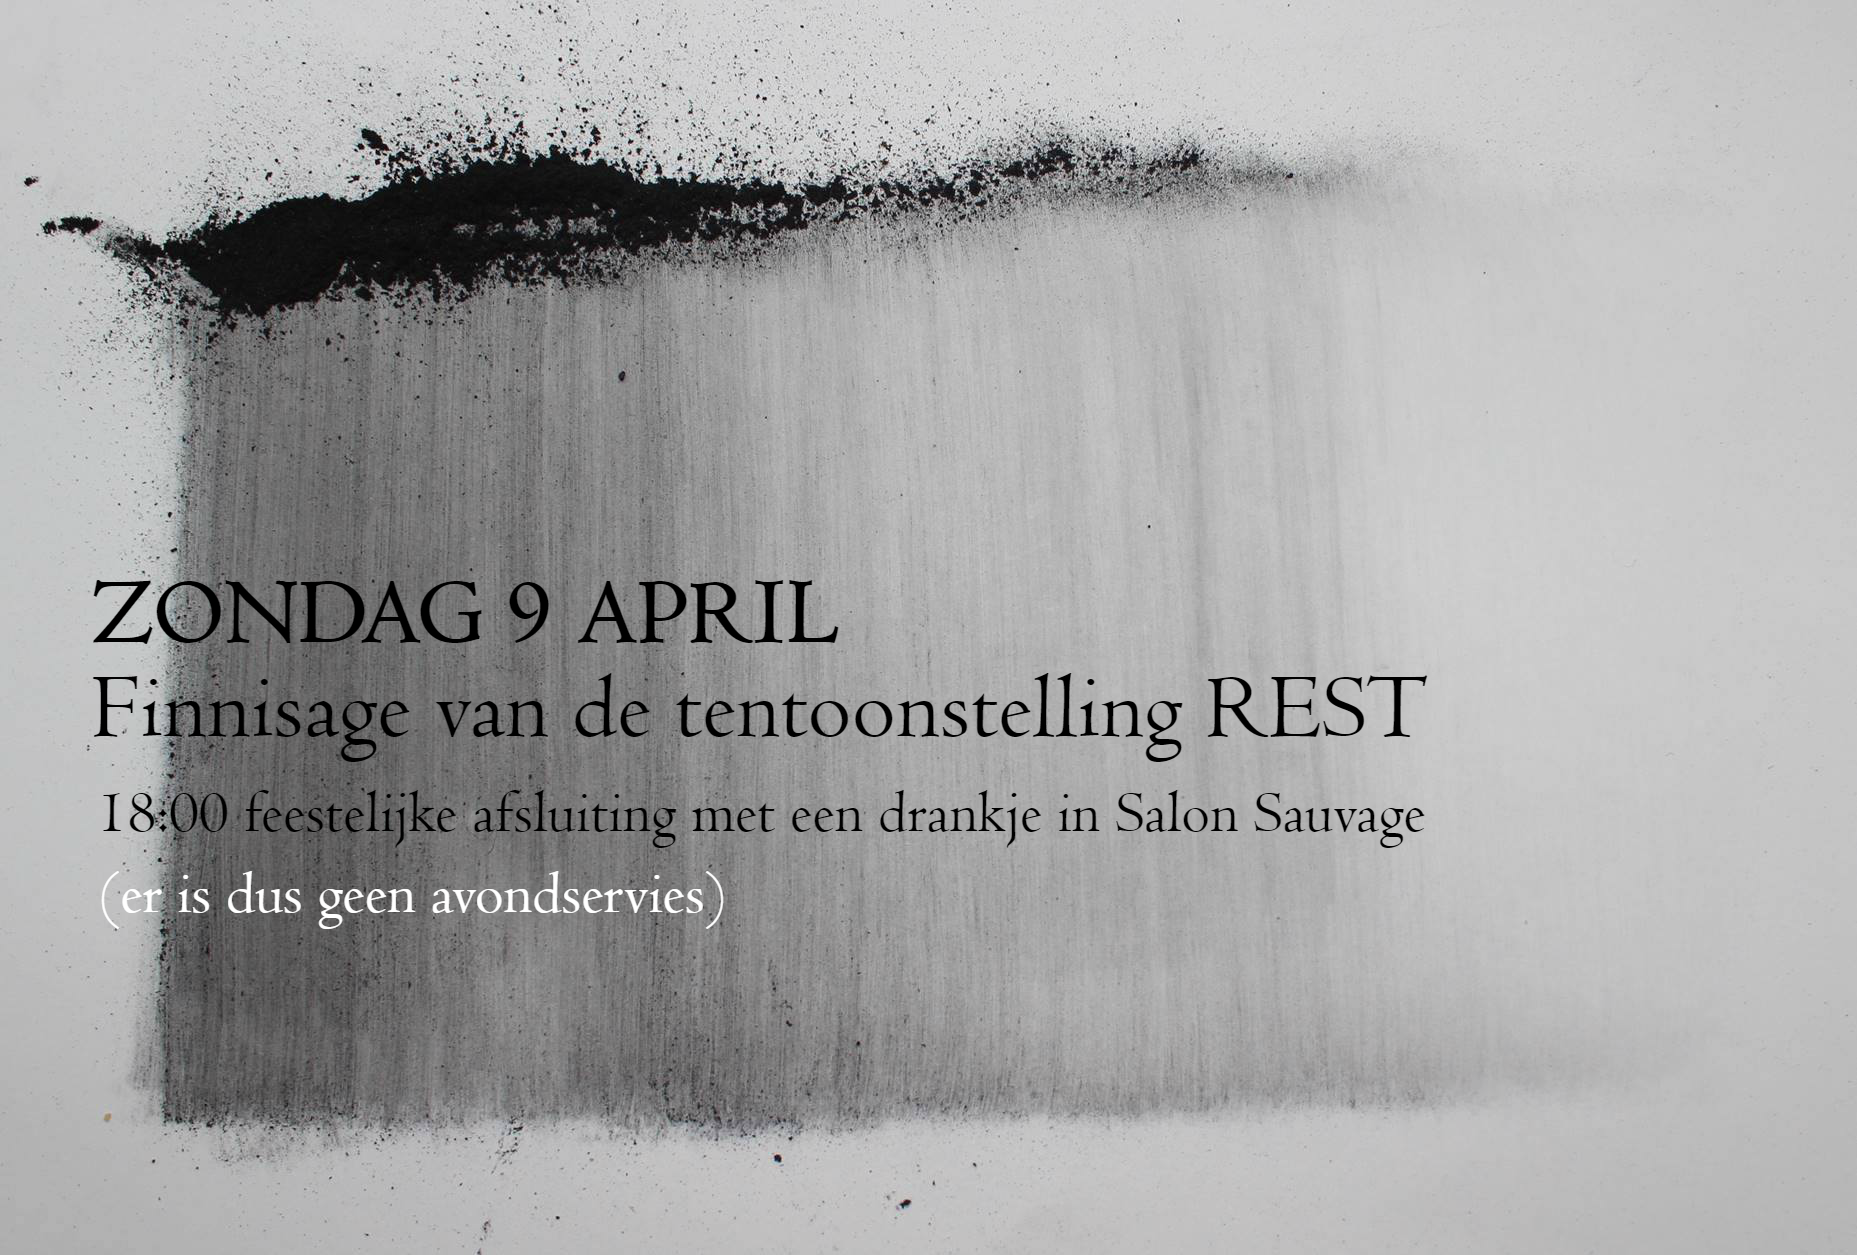 ZONDAG 9 APRIL
Finnisage van de tentoonstelling REST
18:00 feestelijke afsluiting met een drankje in Salon Sauvage
(er is dus geen avondservies)